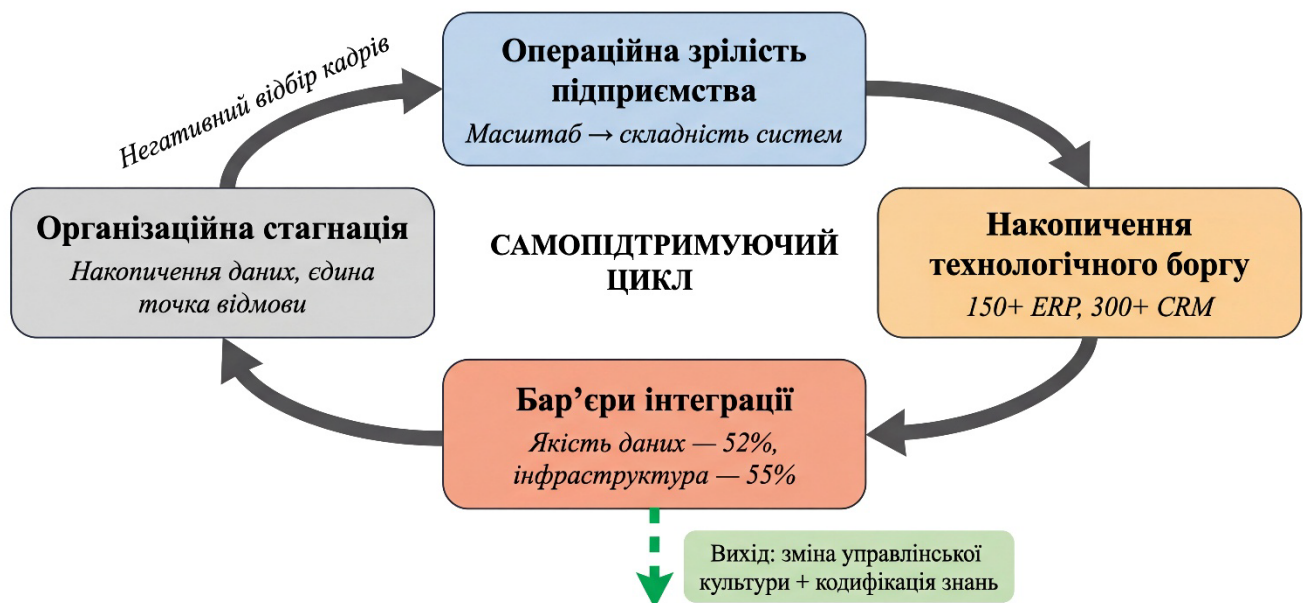 Операційна зрілість
підприємства
Масштаб → складність систем
Негативний відбір кадрів
Організаційна стагнація
Накопичення даних, єдина
точка відмови
САМОПІДТРИМУЮЧИЙ
ЦИКЛ
Накопичення
технологічного боргу
150+ ERP, 300+ CRM
Бар’єри інтеграції
Якість даних — 52%,
інфраструктура — 55%
Вихід: зміна управлінської
культури + кодифікація знань